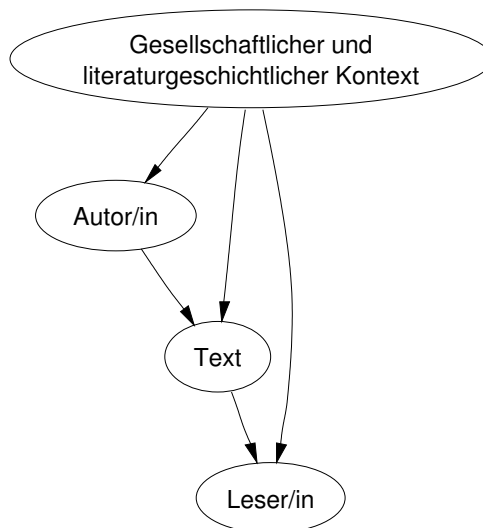 Gesellschaftlicher und
literaturgeschichtlicher Kontext
Autor/in
Text
Leser/in